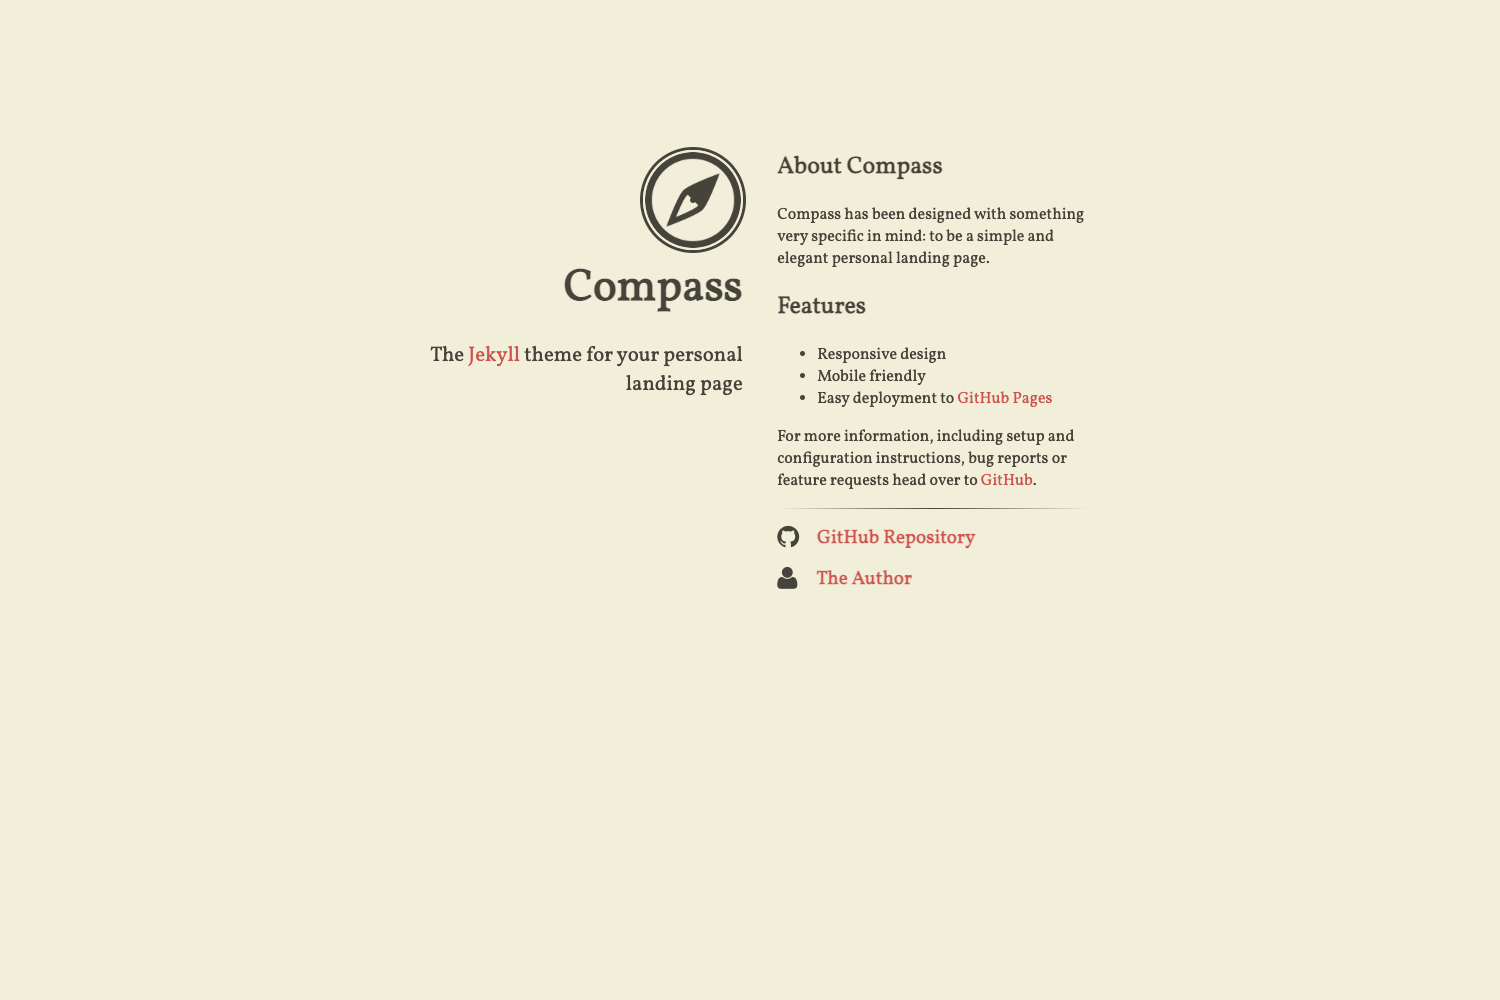 Compass
The Jekyll theme for your personal
landing page
About Compass
Compass has been designed with something
very specific in mind: to be a simple and
elegant personal landing page.
Features
• Responsive design
• Mobile friendly
• Easy deployment to GitHub Pages
For more information, including setup and
configuration instructions, bug reports or
feature requests head over to GitHub.
GitHub Repository
The Author